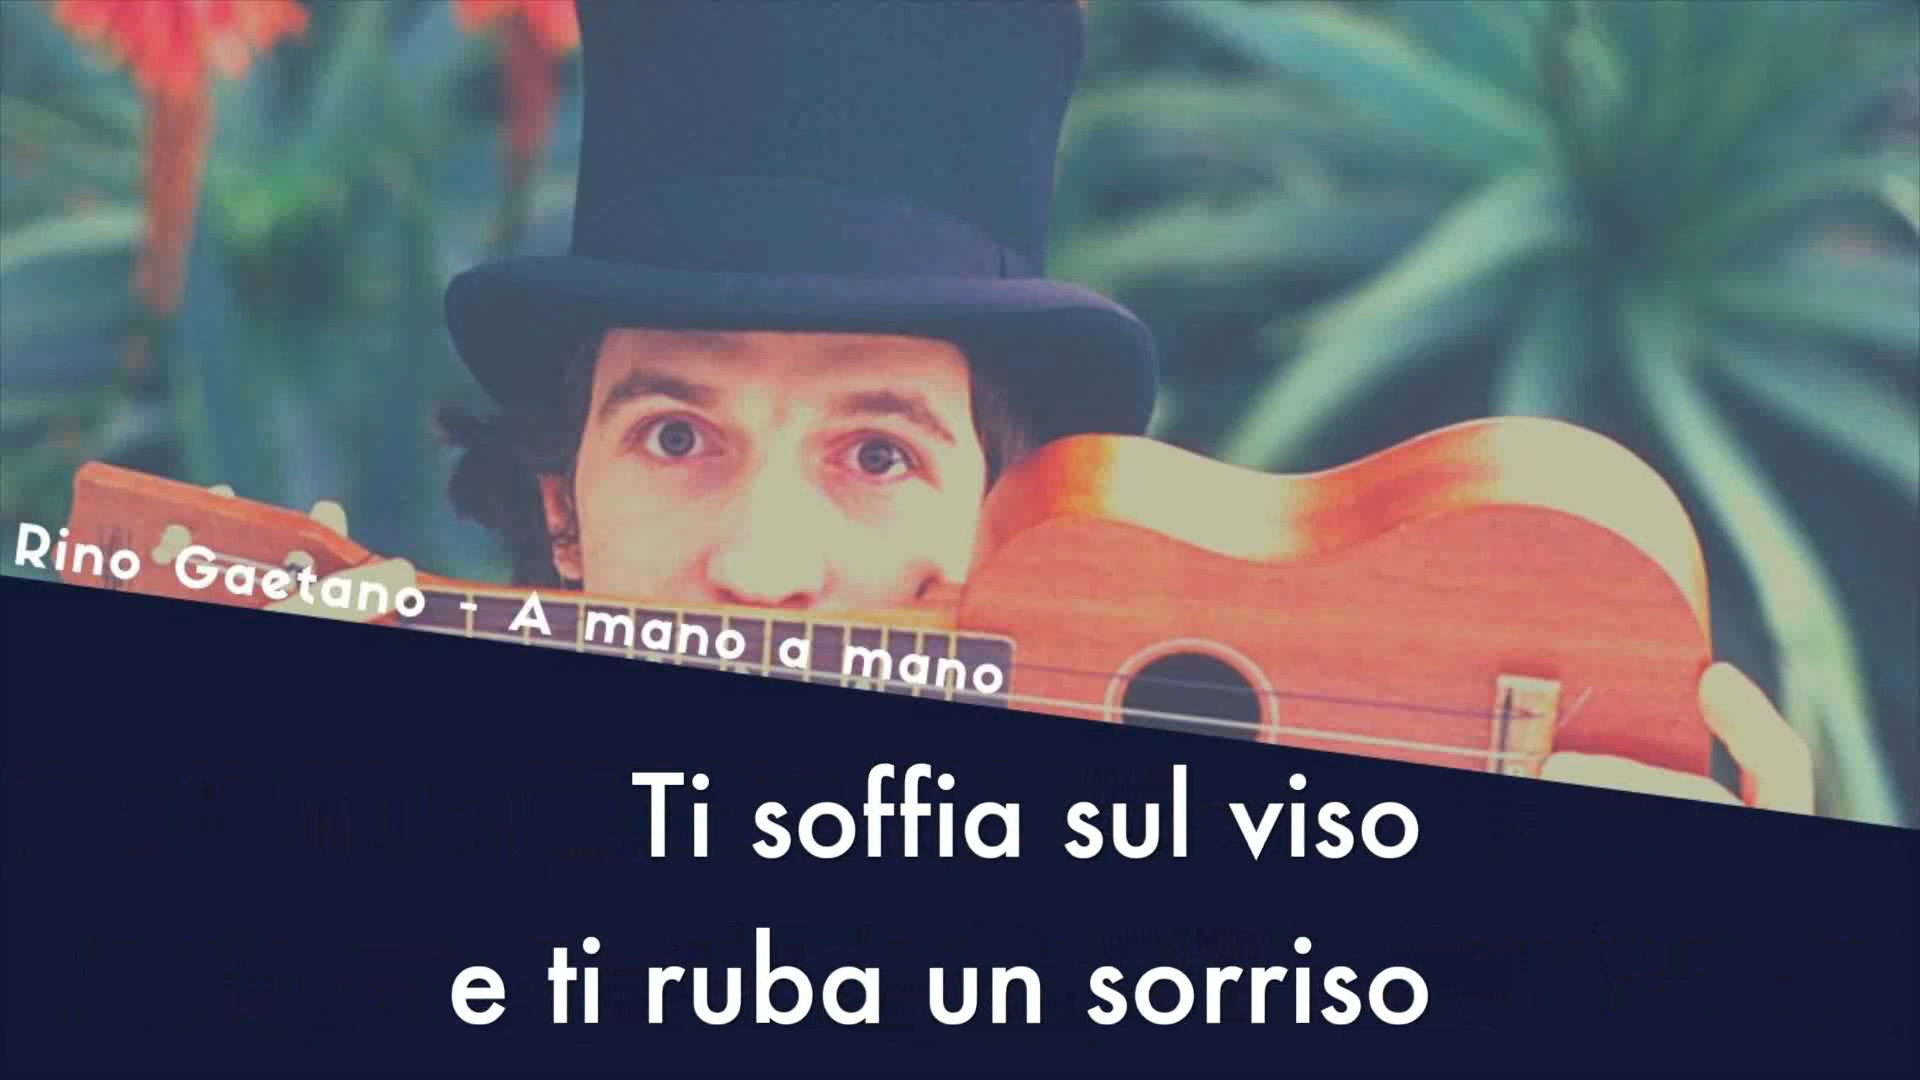 Rino Gaetano - A mano a mano
Ti soffia sul viso
e ti ruba un sorriso